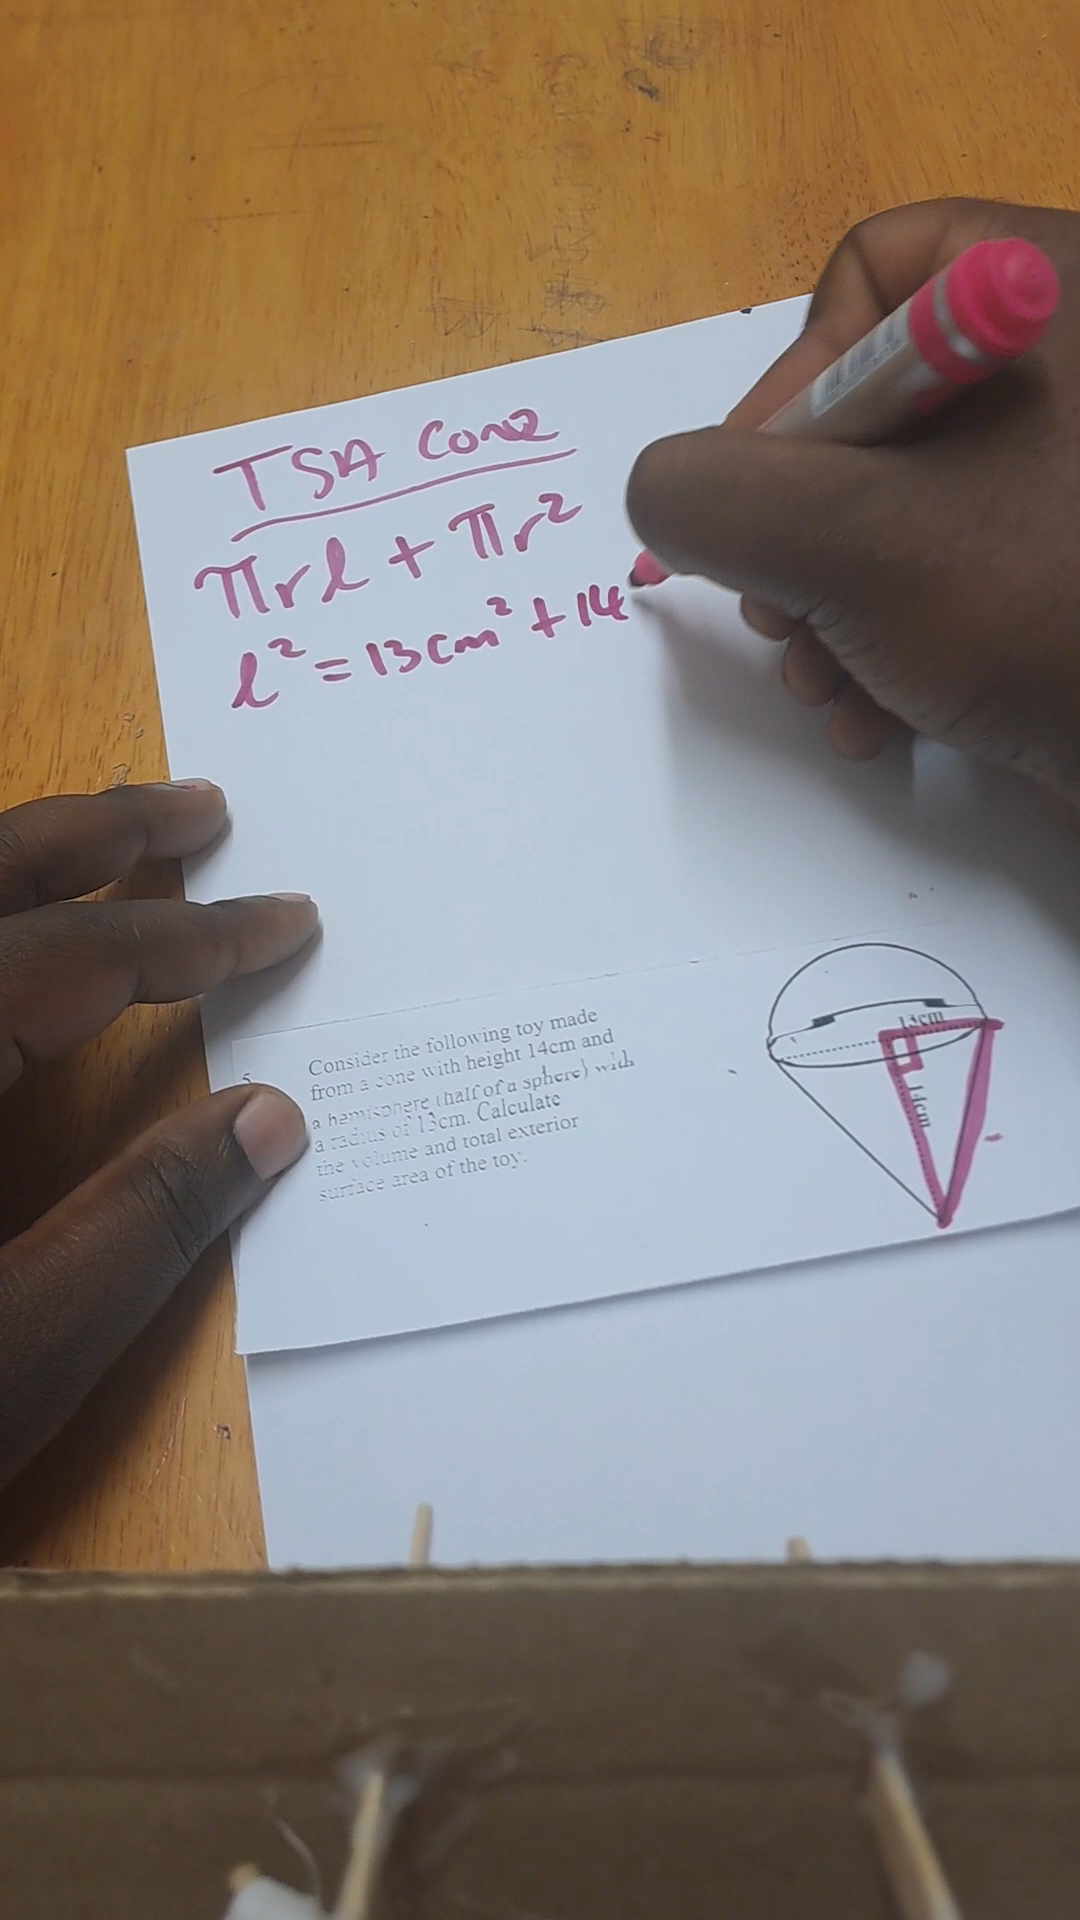 TSA Cone
πrl + πr²
l² = 13cm² + 14
5
Consider the following toy made
from a cone with height 14cm and
a hemisphere (half of a sphere) with
a radius of 13cm. Calculate
the volume and total exterior
surface area of the toy.
13cm
14cm